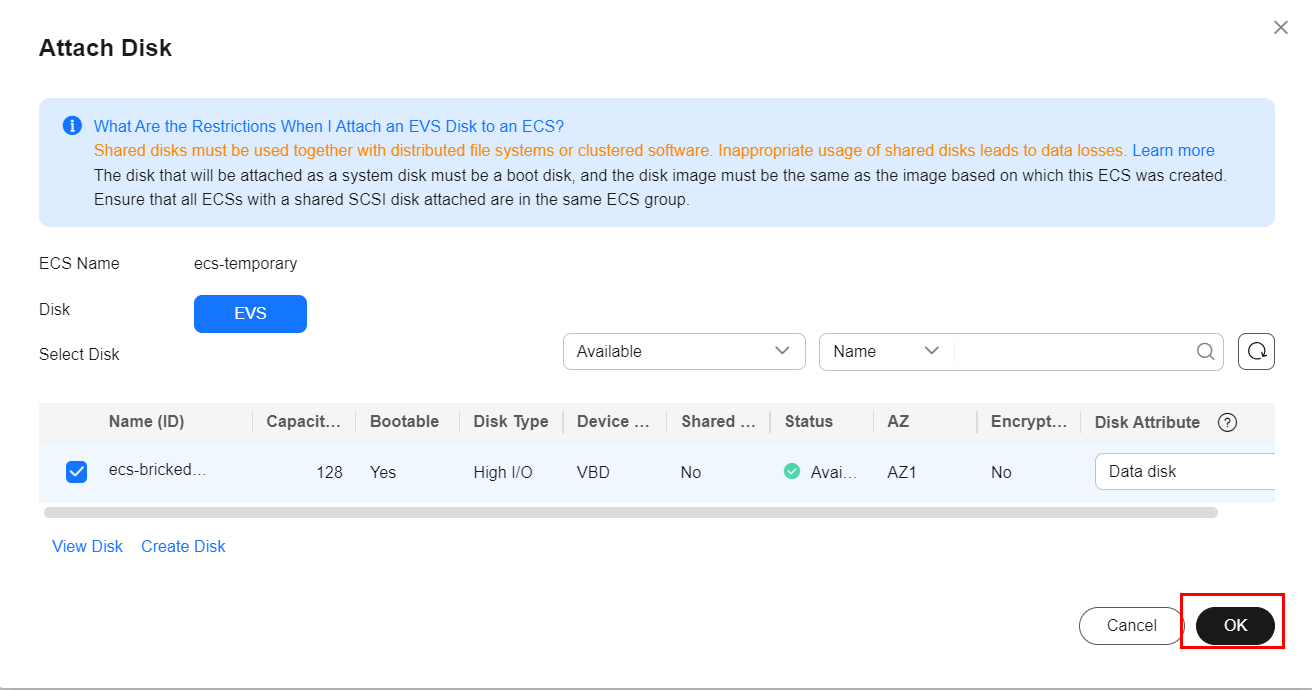 Attach Disk
What Are the Restrictions When I Attach an EVS Disk to an ECS?
Shared disks must be used together with distributed file systems or clustered software. Inappropriate usage of shared disks leads to data losses. Learn more
The disk that will be attached as a system disk must be a boot disk, and the disk image must be the same as the image based on which this ECS was created.
Ensure that all ECSs with a shared SCSI disk attached are in the same ECS group.
ECS Name ecs-temporary
Disk EVS
Select Disk Available Name
Name (ID) Capacit... Bootable Disk Type Device ... Shared ... Status AZ Encrypt... Disk Attribute ?
ecs-bricked... 128 Yes High I/O VBD No Avai... AZ1 No Data disk
View Disk Create Disk
Cancel OK